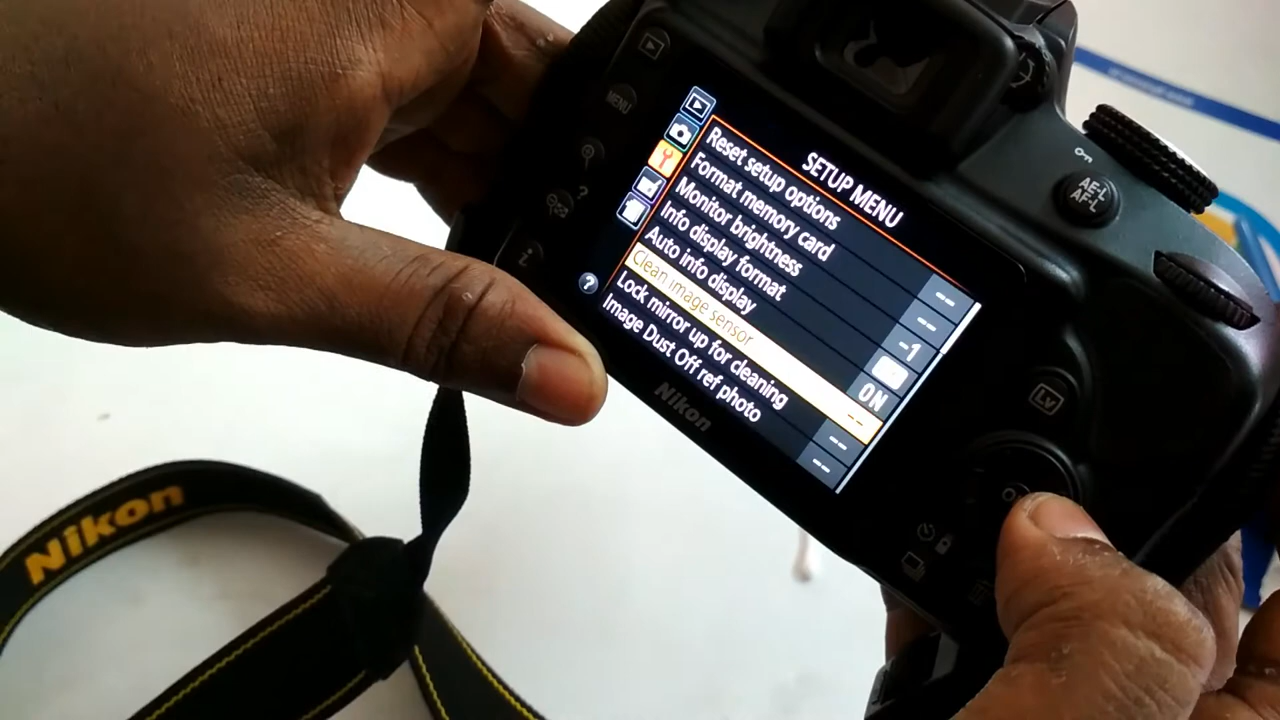 MENU
?
i
SETUP MENU
Reset setup options
--
Format memory card
--
Monitor brightness
-1
Info display format
Auto info display
ON
Clean image sensor
--
Lock mirror up for cleaning
--
Image Dust Off ref photo
--
?
Nikon
AE-L
AF-L
Lv
Nikon